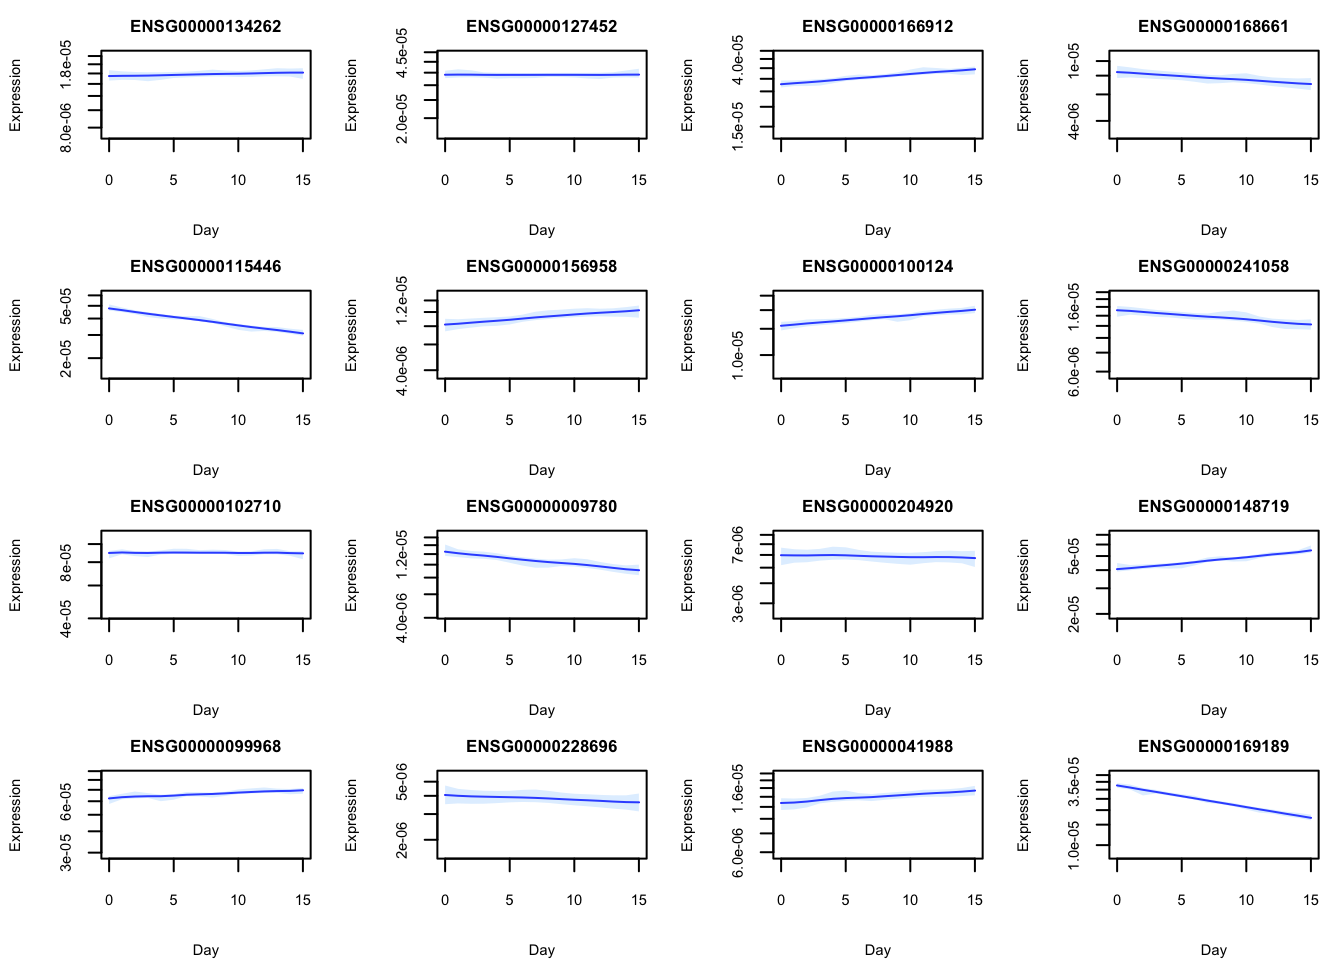 ENSG00000134262
Expression
1.8e-05
8.0e-06
0 5 10 15
Day
ENSG00000127452
Expression
4.5e-05
2.0e-05
0 5 10 15
Day
ENSG00000166912
Expression
4.0e-05
1.5e-05
0 5 10 15
Day
ENSG00000168661
Expression
1e-05
4e-06
0 5 10 15
Day
ENSG00000115446
Expression
5e-05
2e-05
0 5 10 15
Day
ENSG00000156958
Expression
1.2e-05
4.0e-06
0 5 10 15
Day
ENSG00000100124
Expression
1.0e-05
0 5 10 15
Day
ENSG00000241058
Expression
1.6e-05
6.0e-06
0 5 10 15
Day
ENSG00000102710
Expression
8e-05
4e-05
0 5 10 15
Day
ENSG00000009780
Expression
1.2e-05
4.0e-06
0 5 10 15
Day
ENSG00000204920
Expression
7e-06
3e-06
0 5 10 15
Day
ENSG00000148719
Expression
5e-05
2e-05
0 5 10 15
Day
ENSG00000099968
Expression
6e-05
3e-05
0 5 10 15
Day
ENSG00000228696
Expression
5e-06
2e-06
0 5 10 15
Day
ENSG00000041988
Expression
1.6e-05
6.0e-06
0 5 10 15
Day
ENSG00000169189
Expression
3.5e-05
1.0e-05
0 5 10 15
Day